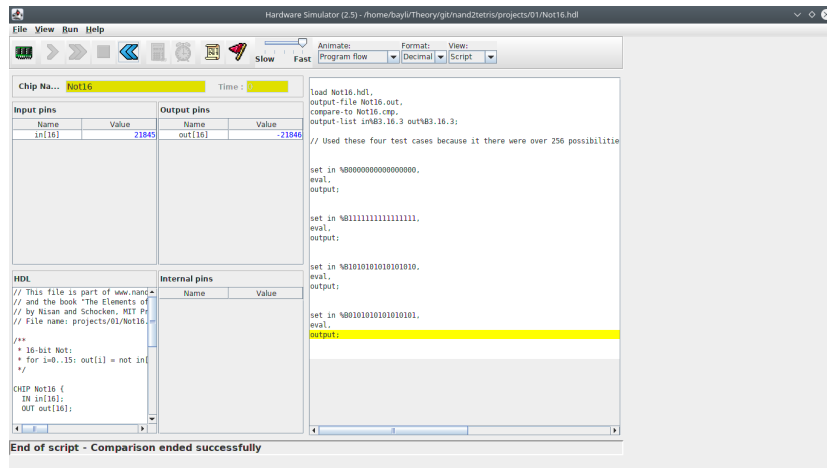 Hardware Simulator (2.5) - /home/bayli/Theory/git/nand2tetris/projects/01/Not16.hdl
File View Run Help
Slow Fast
Animate: Format: View:
Program flow Decimal Script
Chip Na... Not16 Time :
Input pins Output pins
Name Value Name Value
in[16] 21845 out[16] -21846
load Not16.hdl,
output-file Not16.out,
compare-to Not16.cmp,
output-list in%B3.16.3 out%B3.16.3;
// Used these four test cases because it there were over 256 possibilitie
set in %B0000000000000000,
eval,
output;
set in %B1111111111111111,
eval,
output;
set in %B1010101010101010,
eval,
output;
set in %B0101010101010101,
eval,
output;
HDL Internal pins
Name Value
// This file is part of www.nand
// and the book "The Elements of
// by Nisan and Schocken, MIT Pr
// File name: projects/01/Not16.
/**
* 16-bit Not:
* for i=0..15: out[i] = not in[
*/
CHIP Not16 {
IN in[16];
OUT out[16];
End of script - Comparison ended successfully